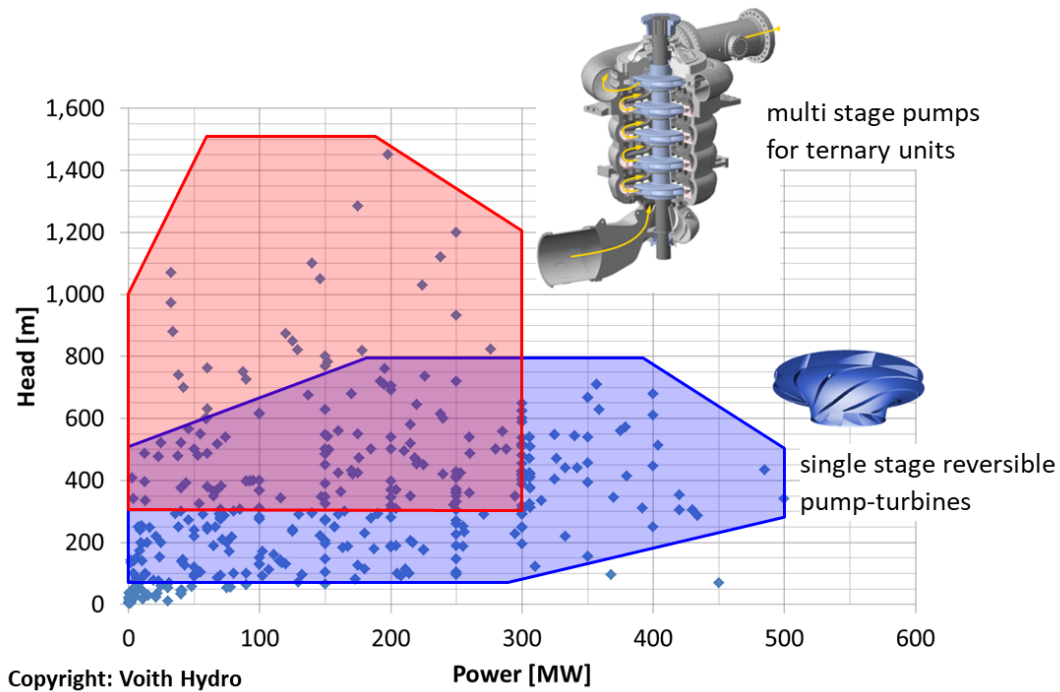 multi stage pumps
for ternary units
1,600
1,400
1,200
1,000
800
600
400
200
0
Head [m]
single stage reversible
pump-turbines
0 100 200 300 400 500 600
Power [MW]
Copyright: Voith Hydro